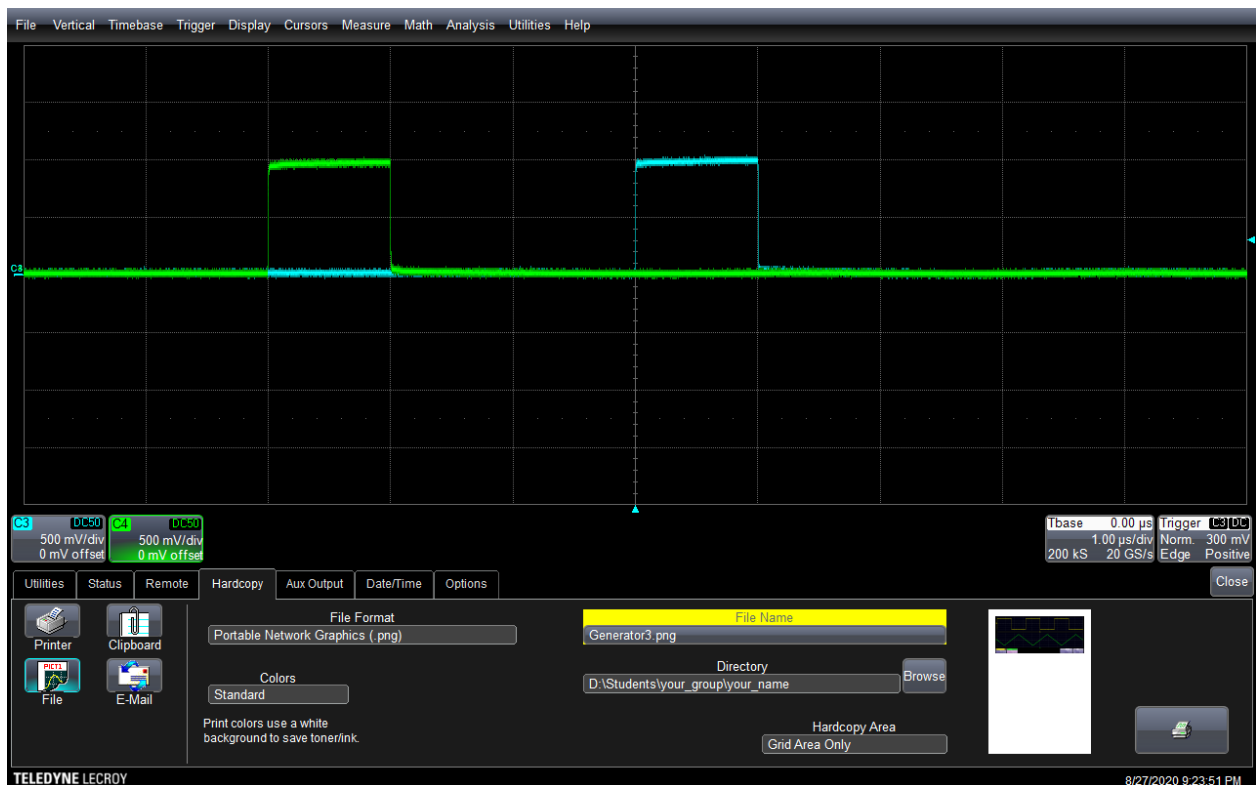 File Vertical Timebase Trigger Display Cursors Measure Math Analysis Utilities Help
C3 DC50 C4 DC50
500 mV/div 500 mV/div
0 mV offset 0 mV offset
Tbase 0.00 µs Trigger C3 DC
1.00 µs/div Norm. 300 mV
200 kS 20 GS/s Edge Positive
Utilities Status Remote Hardcopy Aux Output Date/Time Options Close
File Format
Portable Network Graphics (.png)
File Name
Generator3.png
Printer Clipboard
PICT1
File E-Mail
Colors
Standard
Directory
D:\Students\your_group\your_name
Browse
Print colors use a white
background to save toner/ink.
Hardcopy Area
Grid Area Only
TELEDYNE LECROY
8/27/2020 9:23:51 PM